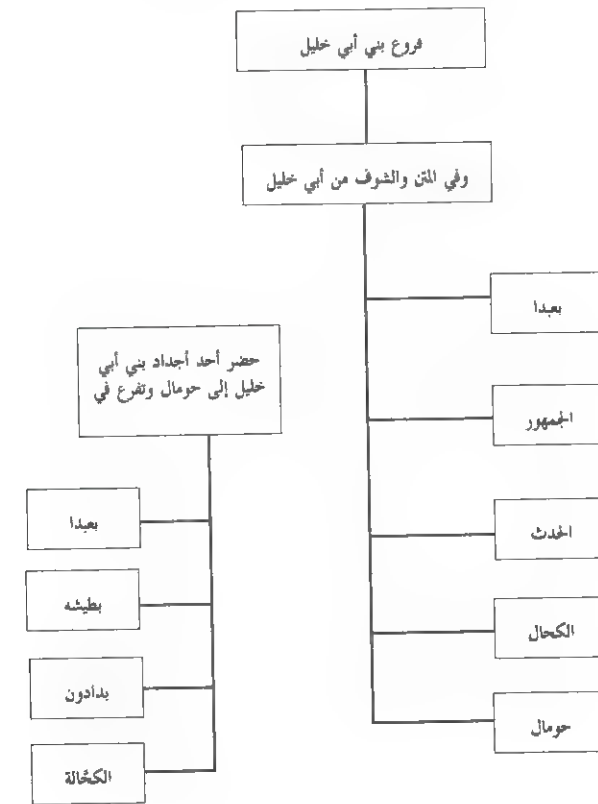 فروع بني أبي خليل
وفي المتن والشوف من أبي خليل
بعبدا
الجمهور
الحدث
الكحال
حومال
حضر أحد أجداد بني أبي
خليل إلى حومال وتفرع في
بعبدا
بطيشه
بدادون
الكحّالة